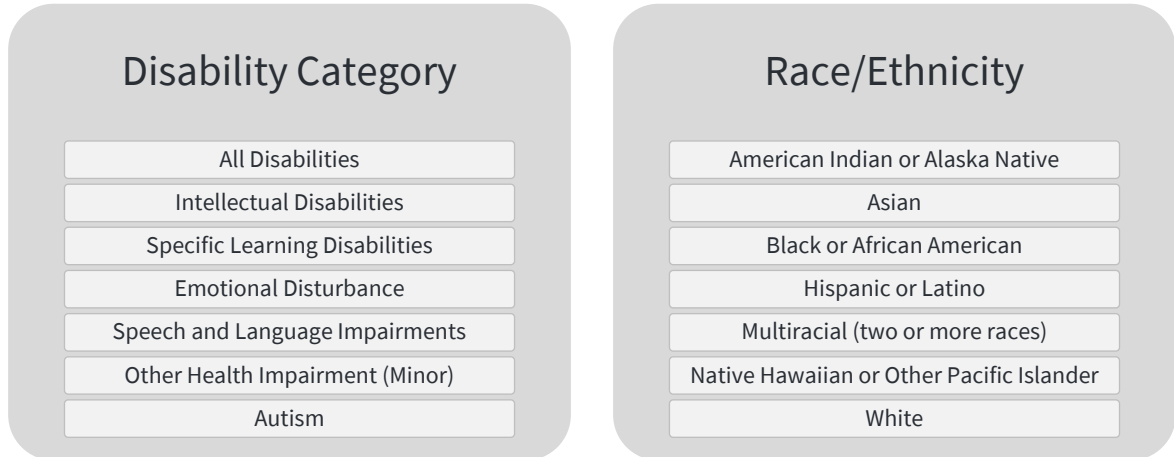 Disability Category
All Disabilities
Intellectual Disabilities
Specific Learning Disabilities
Emotional Disturbance
Speech and Language Impairments
Other Health Impairment (Minor)
Autism
Race/Ethnicity
American Indian or Alaska Native
Asian
Black or African American
Hispanic or Latino
Multiracial (two or more races)
Native Hawaiian or Other Pacific Islander
White